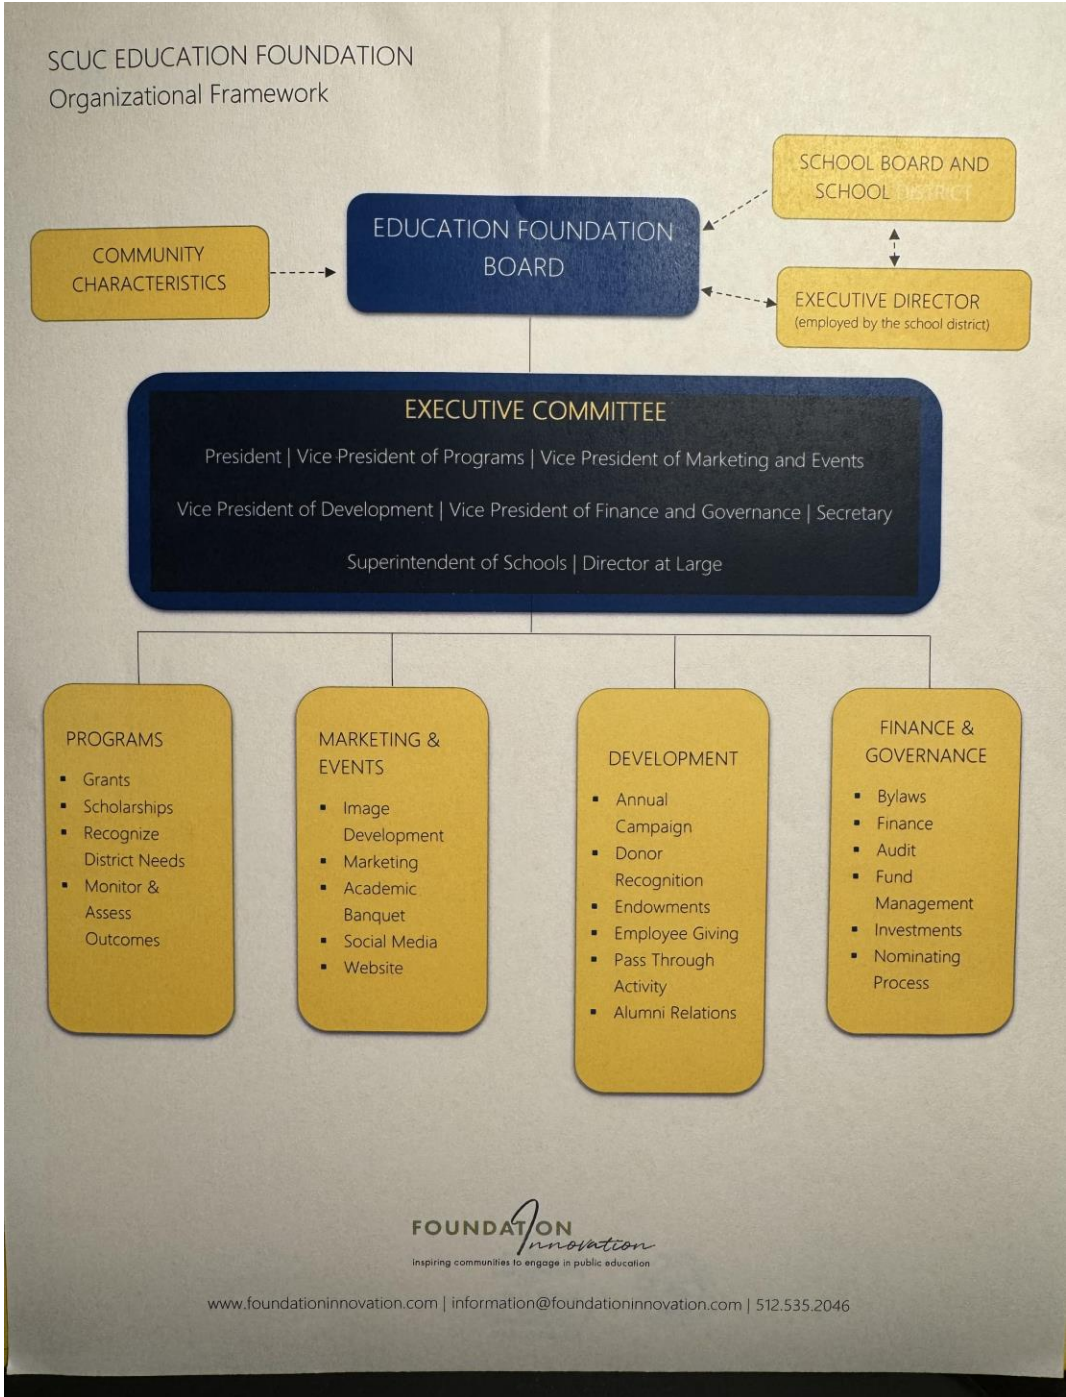 SCUC EDUCATION FOUNDATION
Organizational Framework
SCHOOL BOARD AND
SCHOOL DISTRICT
EDUCATION FOUNDATION
BOARD
COMMUNITY
CHARACTERISTICS
EXECUTIVE DIRECTOR
(employed by the school district)
EXECUTIVE COMMITTEE
President | Vice President of Programs | Vice President of Marketing and Events
Vice President of Development | Vice President of Finance and Governance | Secretary
Superintendent of Schools | Director at Large
PROGRAMS
▪ Grants
▪ Scholarships
▪ Recognize
District Needs
▪ Monitor &
Assess
Outcomes
MARKETING &
EVENTS
▪ Image
Development
▪ Marketing
▪ Academic
Banquet
▪ Social Media
▪ Website
DEVELOPMENT
▪ Annual
Campaign
▪ Donor
Recognition
▪ Endowments
▪ Employee Giving
▪ Pass Through
Activity
▪ Alumni Relations
FINANCE &
GOVERNANCE
▪ Bylaws
▪ Finance
▪ Audit
▪ Fund
Management
▪ Investments
▪ Nominating
Process
FOUNDATION
Innovation
Inspiring communities to engage in public education
www.foundationinnovation.com | information@foundationinnovation.com | 512.535.2046